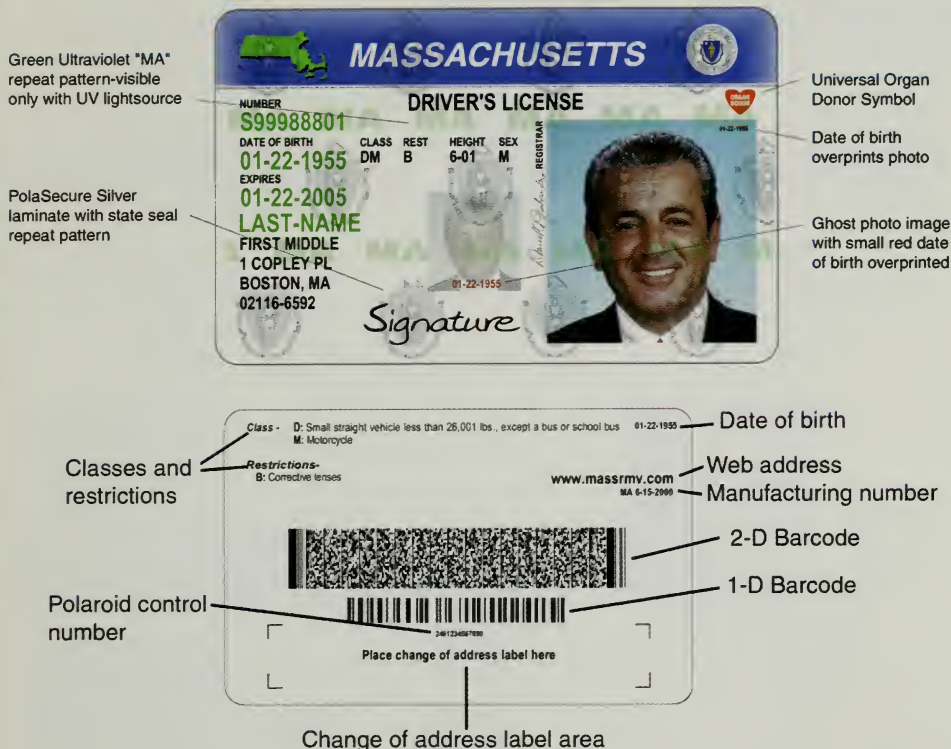 MASSACHUSETTS
Green Ultraviolet "MA"
repeat pattern-visible
only with UV lightsource
PolaSecure Silver
laminate with state seal
repeat pattern
DRIVER'S LICENSE
NUMBER
S99988801
DATE OF BIRTH CLASS REST HEIGHT SEX
01-22-1955 DM B 6-01 M
EXPIRES
01-22-2005
LAST-NAME
FIRST MIDDLE
1 COPLEY PL
BOSTON, MA
02116-6592
01-22-1955
Signature
REGISTRAR
ORGAN
DONOR
01-22-1955
Universal Organ
Donor Symbol
Date of birth
overprints photo
Ghost photo image
with small red date
of birth overprinted
Class - D: Small straight vehicle less than 26,001 lbs., except a bus or school bus 01-22-1955
M: Motorcycle
Restrictions-
B: Corrective lenses
www.massrmv.com
MA 6-15-2000
Place change of address label here
Classes and
restrictions
Polaroid control
number
Date of birth
Web address
Manufacturing number
2-D Barcode
1-D Barcode
Change of address label area